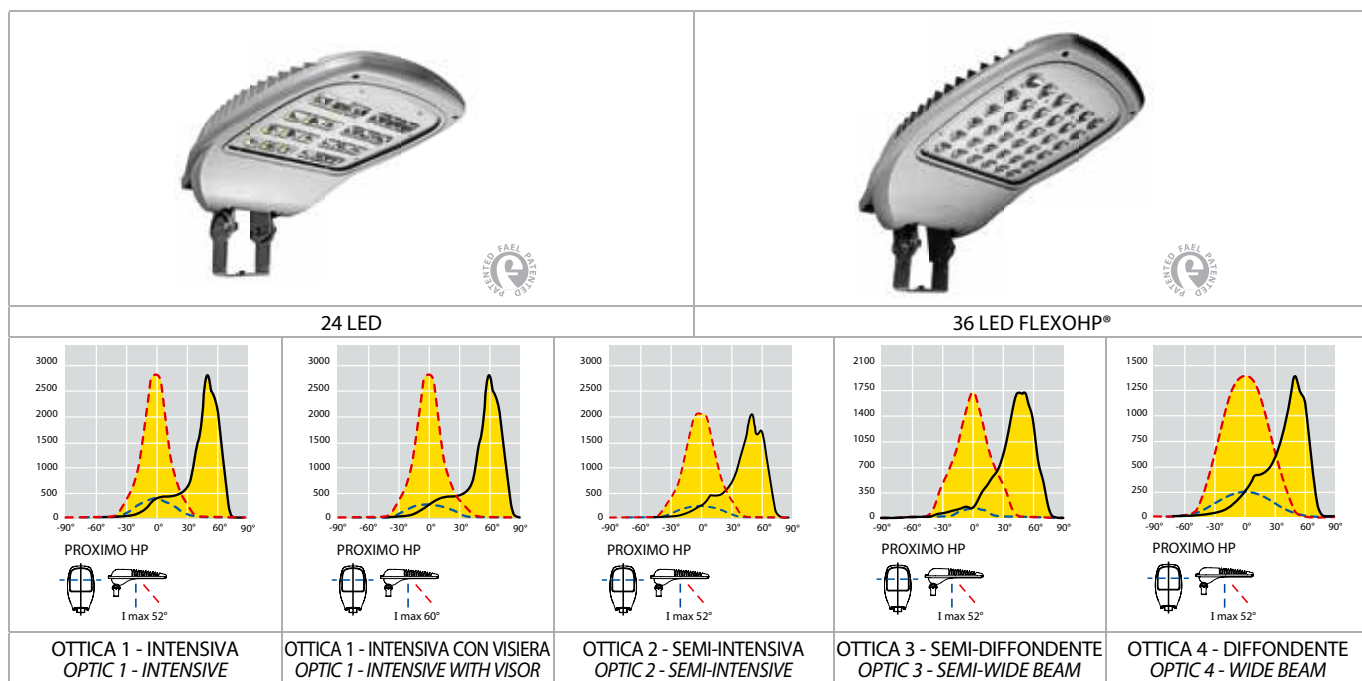 FAEL PATENTED PATENTED
FAEL PATENTED PATENTED
24 LED
36 LED FLEXOHP®
3000
2500
2000
1500
1000
500
0
-90° -60 -30 0° 30 60 90°
3000
2500
2000
1500
1000
500
0
-90° -60 -30 0° 30 60° 90°
3000
2500
2000
1500
1000
500
0
-90° -60 -30 0° 30 60 90°
2100
1750
1400
1050
700
350
0
-90° -60 -30 0° 30 60° 90°
1500
1250
1000
750
500
250
0
-90° -60 -30 0° 30° 60° 90°
PROXIMO HP
I max 52°
PROXIMO HP
I max 60°
PROXIMO HP
I max 52°
PROXIMO HP
I max 52°
PROXIMO HP
I max 52°
OTTICA 1 - INTENSIVA
OPTIC 1 - INTENSIVE
OTTICA 1 - INTENSIVA CON VISIERA
OPTIC 1 - INTENSIVE WITH VISOR
OTTICA 2 - SEMI-INTENSIVA
OPTIC 2 - SEMI-INTENSIVE
OTTICA 3 - SEMI-DIFFONDENTE
OPTIC 3 - SEMI-WIDE BEAM
OTTICA 4 - DIFFONDENTE
OPTIC 4 - WIDE BEAM